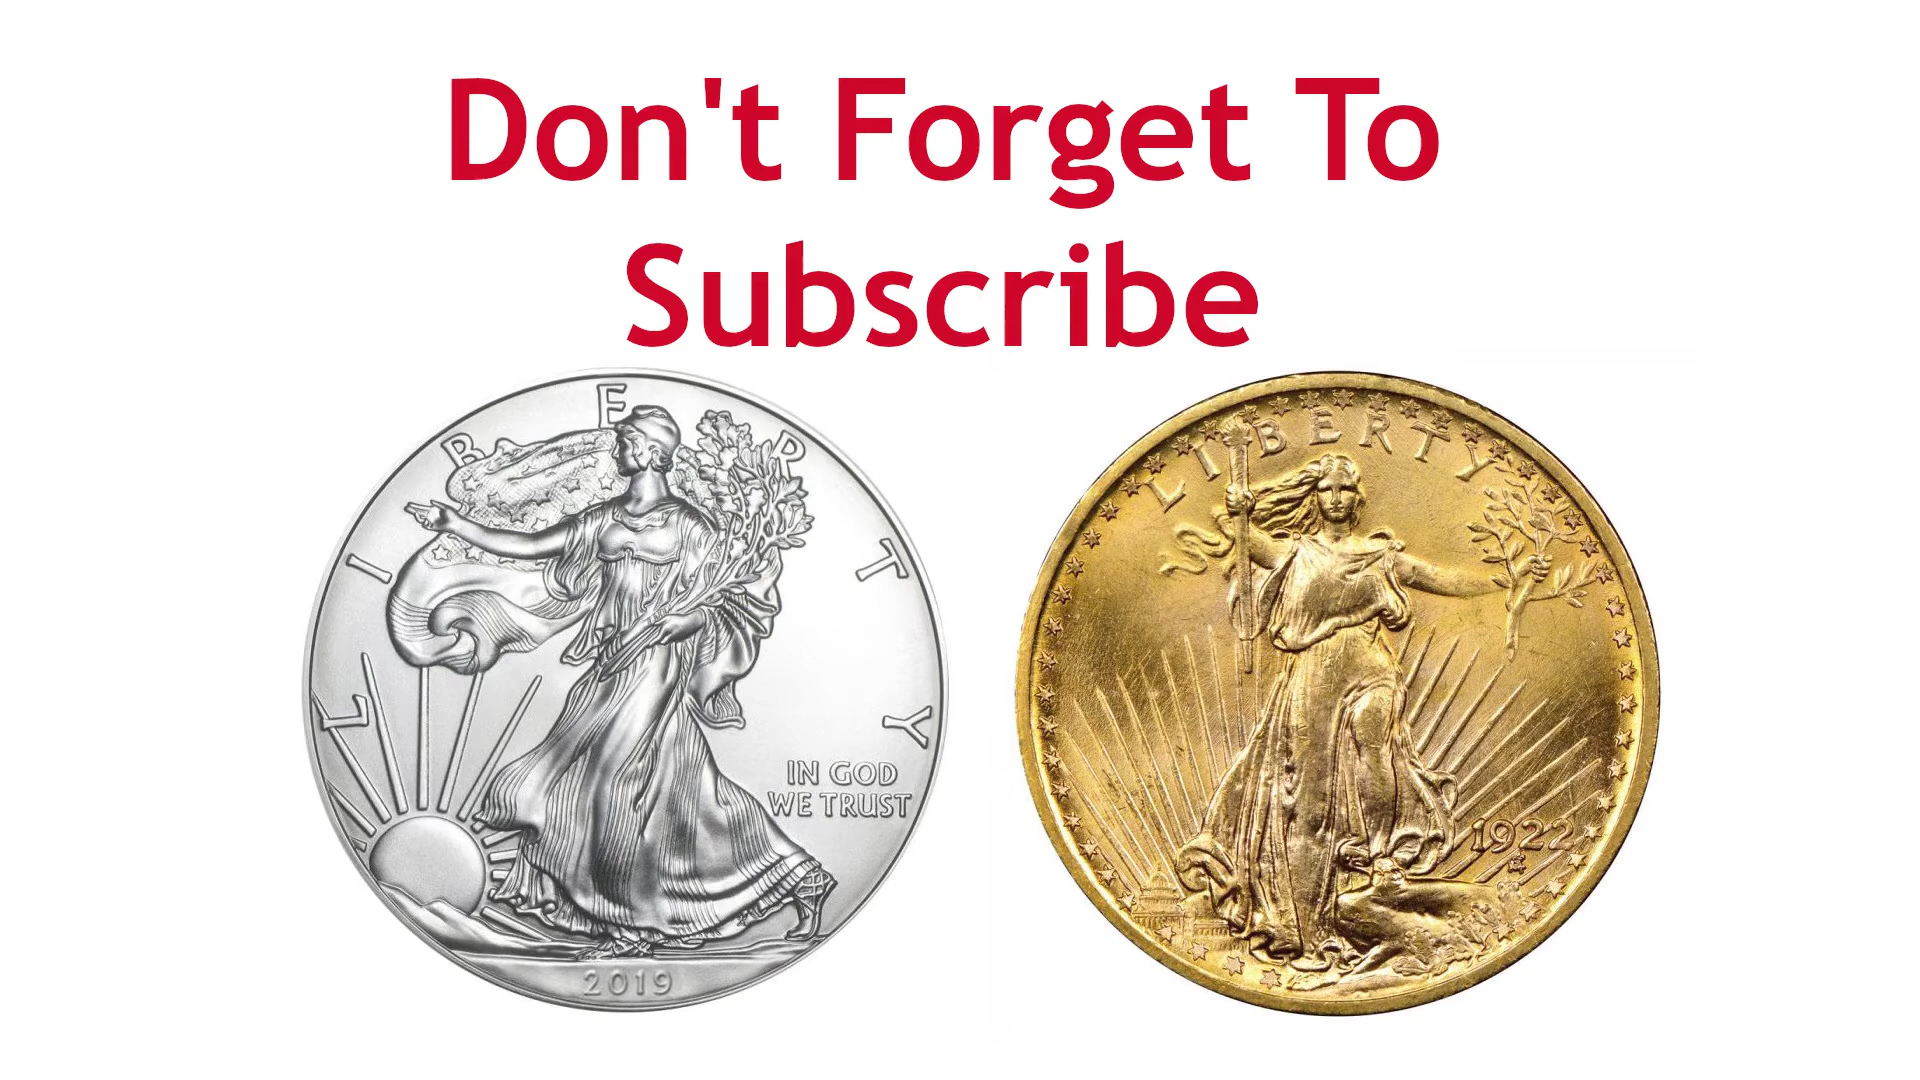 Don't Forget To
Subscribe
LIBERTY
IN GOD
WE TRUST
2019
LIBERTY
1922